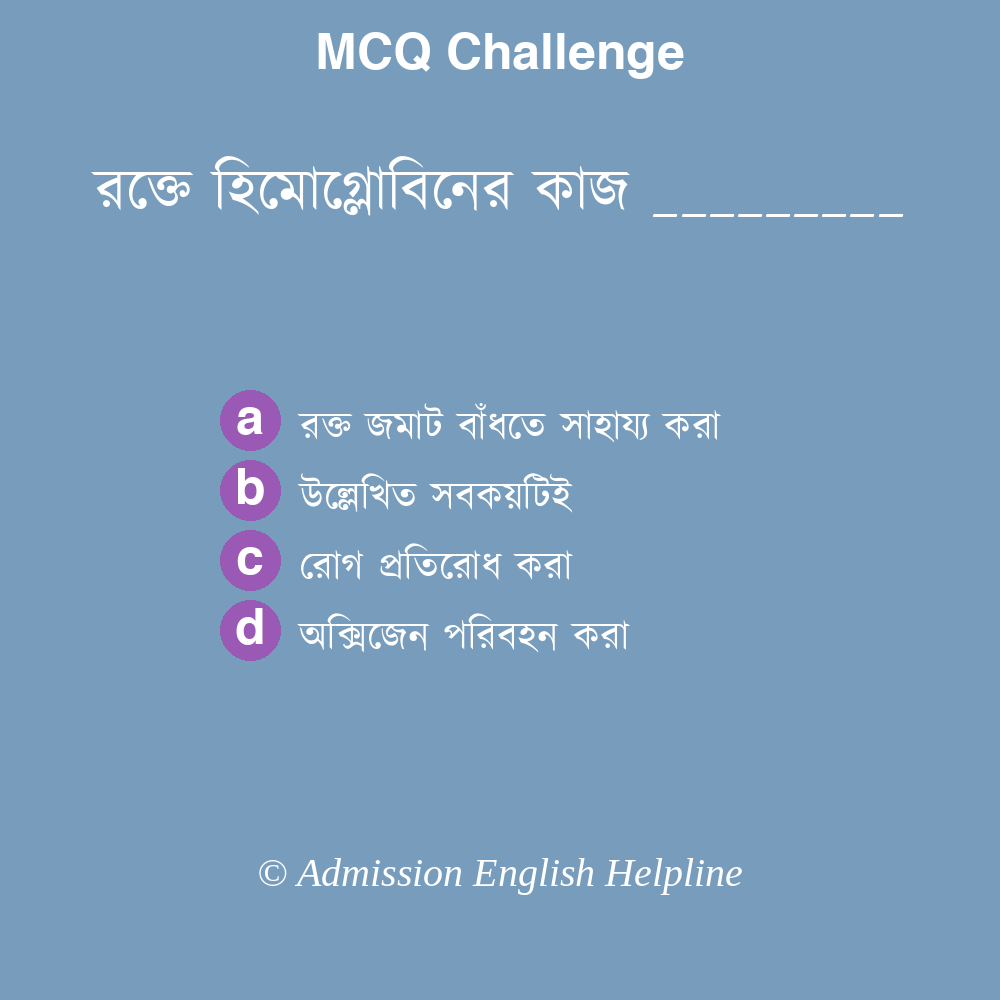 MCQ Challenge
রক্তে হিমোগ্লোবিনের কাজ _________
a রক্ত জমাট বাঁধতে সাহায্য করা
b উল্লেখিত সবকয়টিই
c রোগ প্রতিরোধ করা
d অক্সিজেন পরিবহন করা
© Admission English Helpline